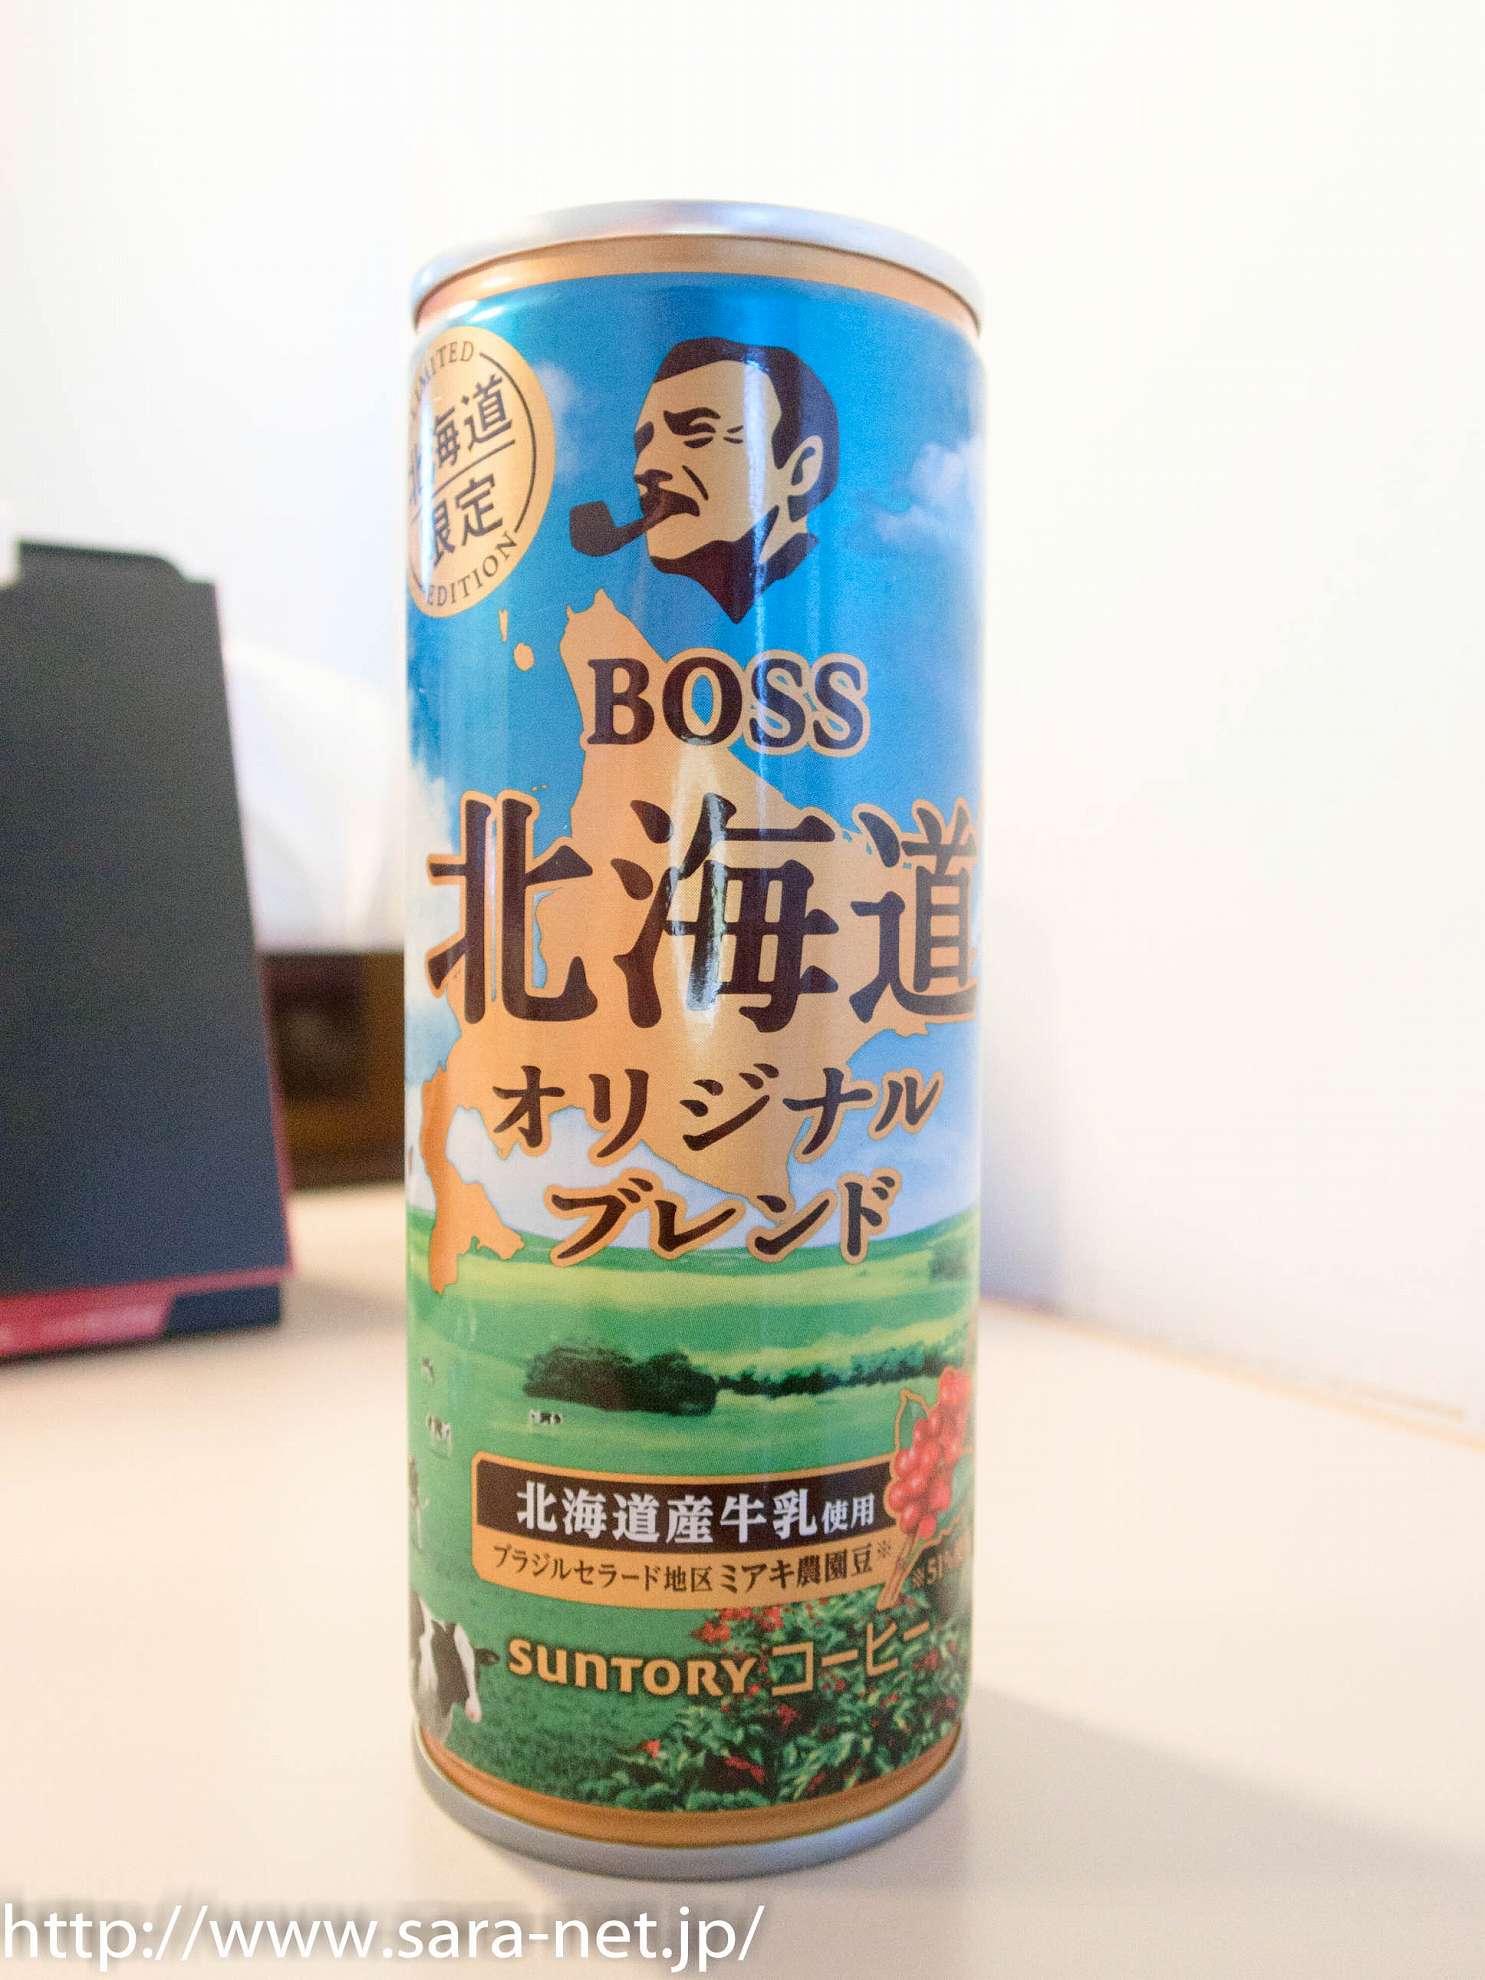 LIMITED
北海道
限定
EDITION
BOSS
北海道
オリジナル
ブレンド
北海道産牛乳使用
ブラジルセラード地区ミアキ農園豆※
SUNTORY コーヒー
http://www.sara-net.jp/